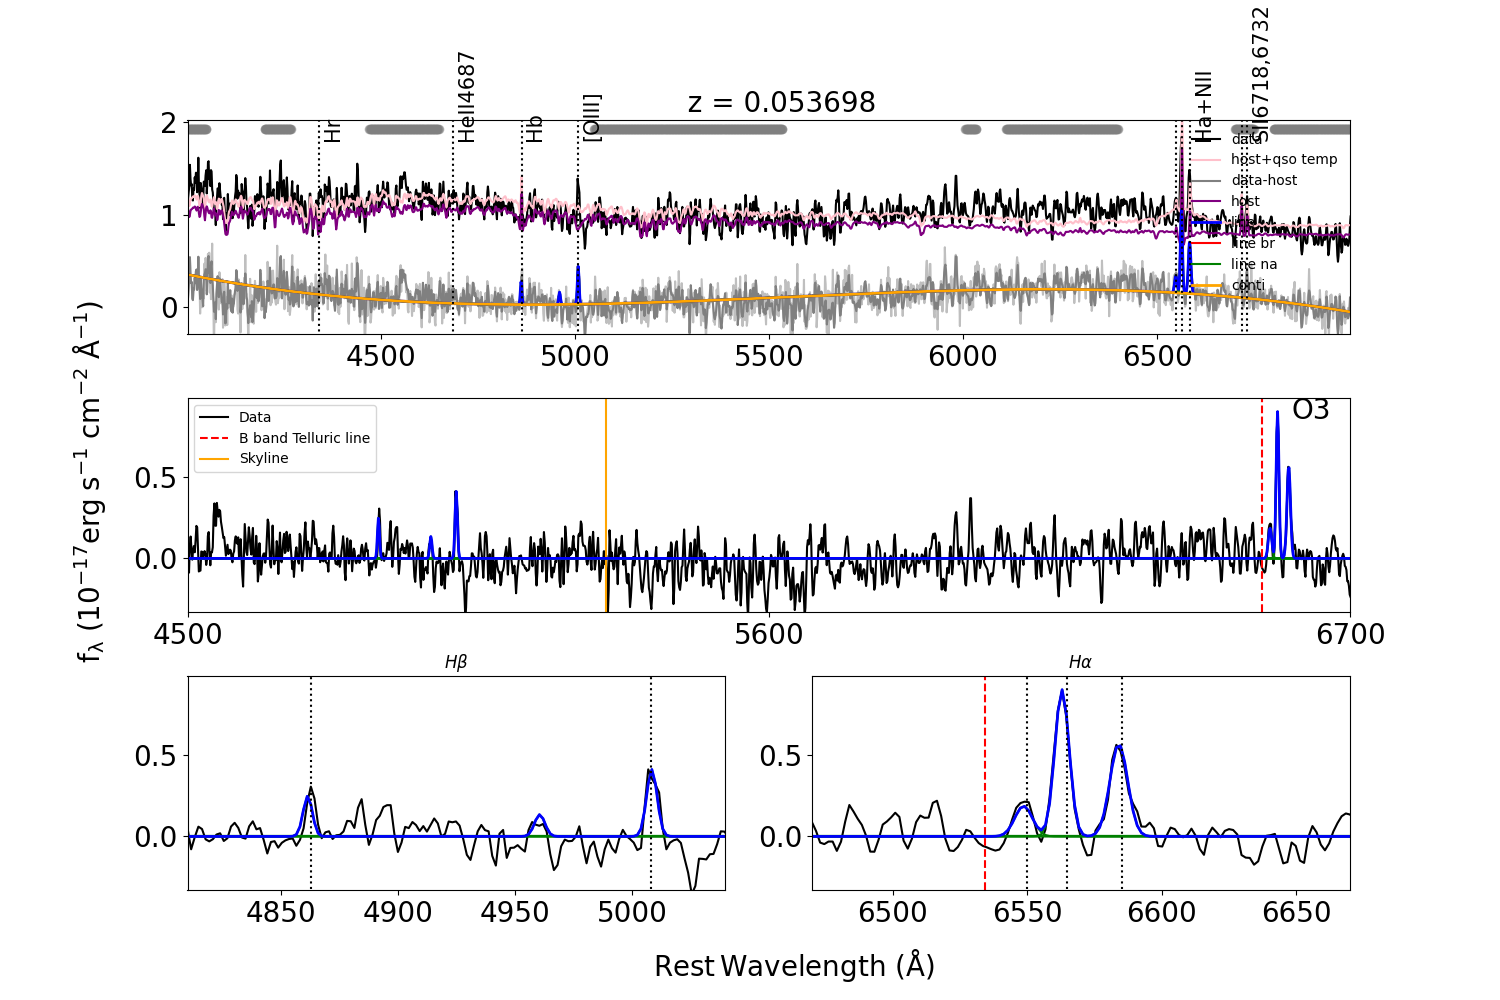 z = 0.053698
Hr
HeII4687
Hb
[OIII]
Ha+NII
SII6718,6732
data
host+qso temp
data-host
host
line br
line na
conti
2
1
0
4500
5000
5500
6000
6500
fλ (10−17erg s−1 cm−2 Å−1)
Data
B band Telluric line
Skyline
O3
0.5
0.0
4500
5600
6700
Hβ
0.5
0.0
4850
4900
4950
5000
Hα
0.5
0.0
6500
6550
6600
6650
Rest Wavelength (Å)